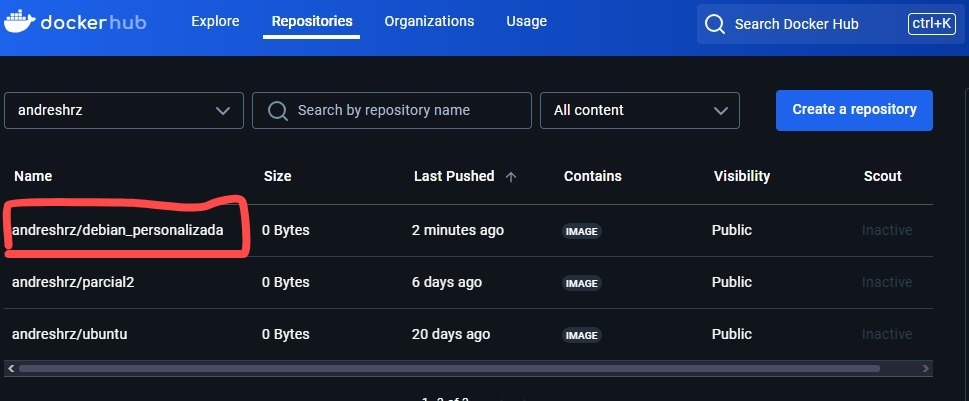 dockerhub Explore Repositories Organizations Usage Search Docker Hub ctrl+K
andreshrz Search by repository name All content Create a repository
Name Size Last Pushed Contains Visibility Scout
andreshrz/debian_personalizada 0 Bytes 2 minutes ago IMAGE Public Inactive
andreshrz/parcial2 0 Bytes 6 days ago IMAGE Public Inactive
andreshrz/ubuntu 0 Bytes 20 days ago IMAGE Public Inactive